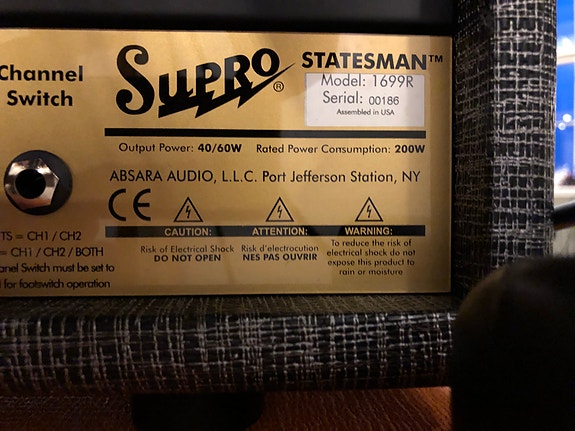 Channel
Switch
SUPRO®
STATESMAN™
Model: 1699R
Serial: 00186
Assembled in USA
Output Power: 40/60W Rated Power Consumption: 200W
ABSARA AUDIO, L.L.C. Port Jefferson Station, NY
CE
CAUTION:
Risk of Electrical Shock
DO NOT OPEN
ATTENTION:
Risk d'electrocution
NES PAS OUVRIR
WARNING:
To reduce the risk of
electrical shock do not
expose this product to
rain or moisture
TS = CH1 / CH2
= CH1 / CH2 / BOTH
Switch must be set to
for footswitch operation